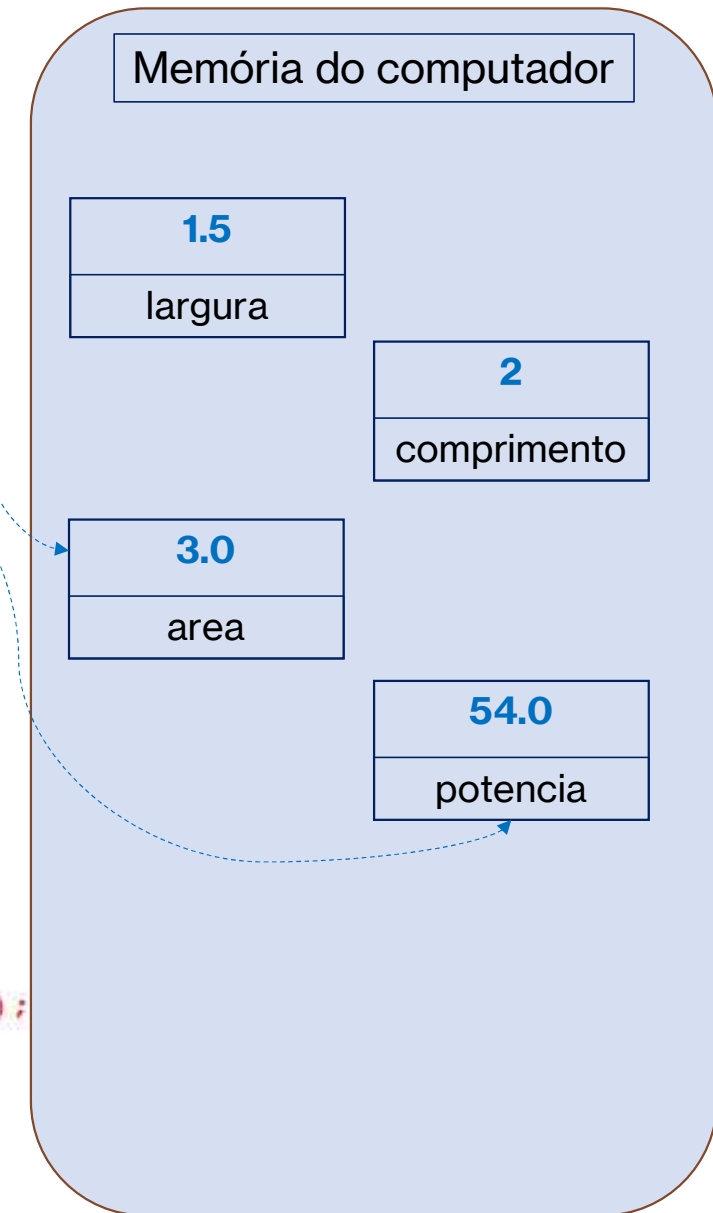 Memória do computador
1.5
largura
2
comprimento
3.0
area
54.0
potencia
);